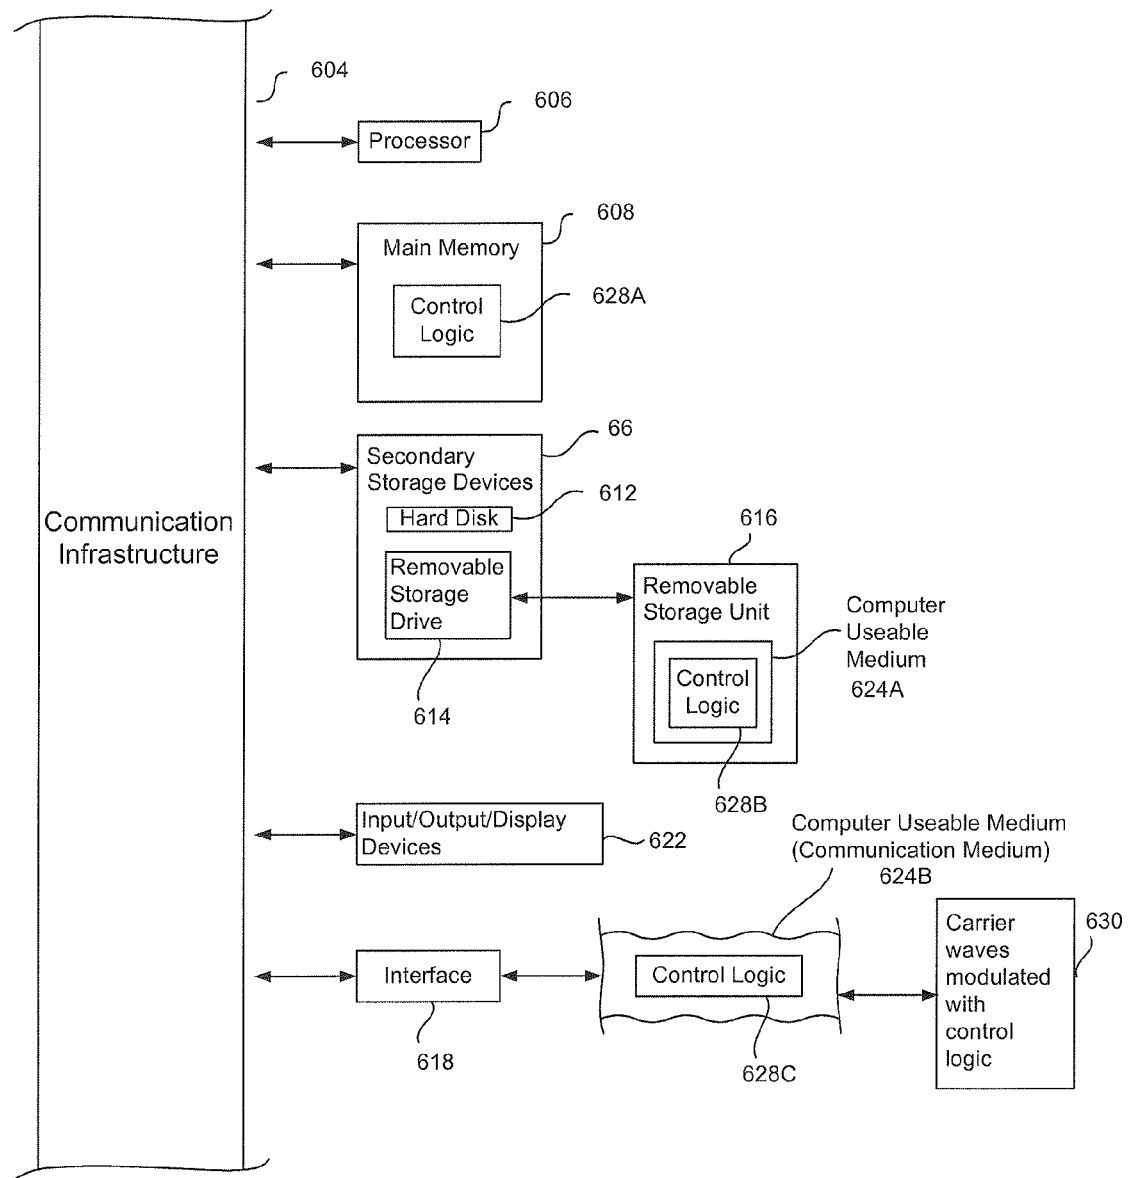 604
606
Processor
608
Main Memory
Control
Logic
628A
66
Secondary
Storage Devices
612
Hard Disk
Communication
Infrastructure
616
Removable
Storage
Drive
Removable
Storage Unit
Computer
Useable
Medium
624A
Control
Logic
614
628B
Input/Output/Display
Devices
622
Computer Useable Medium
(Communication Medium)
624B
Carrier
waves
modulated
with
control
logic
630
Interface
Control Logic
618
628C